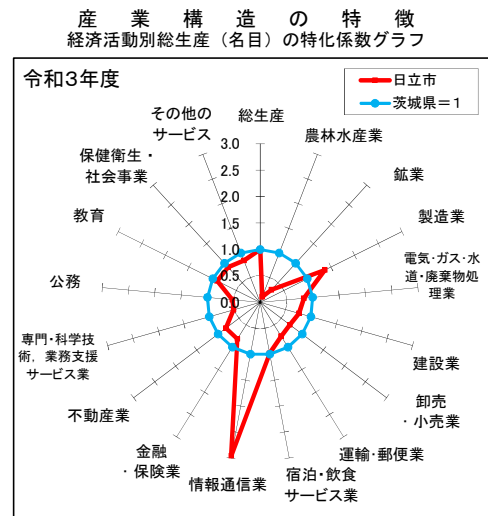 産業構造の特徴
経済活動別総生産（名目）の特化係数グラフ
令和3年度
日立市
茨城県＝1
総生産
農林水産業
鉱業
製造業
電気・ガス・水
道・廃棄物処
理業
建設業
卸売
・小売業
運輸・郵便業
宿泊・飲食
サービス業
情報通信業
金融
・保険業
不動産業
専門・科学技
術，業務支援
サービス業
公務
教育
保健衛生・
社会事業
その他の
サービス
3.0
2.5
2.0
1.5
1.0
0.5
0.0